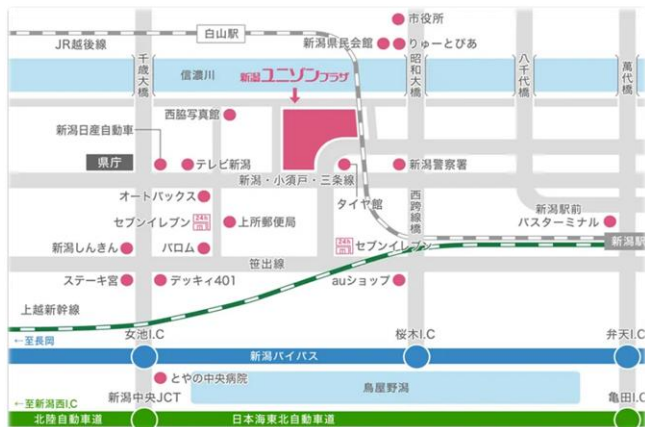 市役所
白山駅
JR越後線
新潟県民会館
りゅーとぴあ
千歳大橋
昭和大橋
八千代橋
萬代橋
信濃川
新潟ユニゾンプラザ
西脇写真館
新潟日産自動車
県庁
テレビ新潟
新潟警察署
新潟・小須戸・三条線
タイヤ館
オートバックス
西跨線橋
新潟駅前
バスターミナル
セブンイレブン
24h
上所郵便局
新潟駅
新潟しんきん
パロム
24h
セブンイレブン
笹出線
ステーキ宮
デッキィ401
auショップ
上越新幹線
女池I.C
桜木I.C
弁天I.C
←至長岡
新潟バイパス
とやの中央病院
鳥屋野潟
←至新潟西I.C
新潟中央JCT
亀田I.C
北陸自動車道
日本海東北自動車道